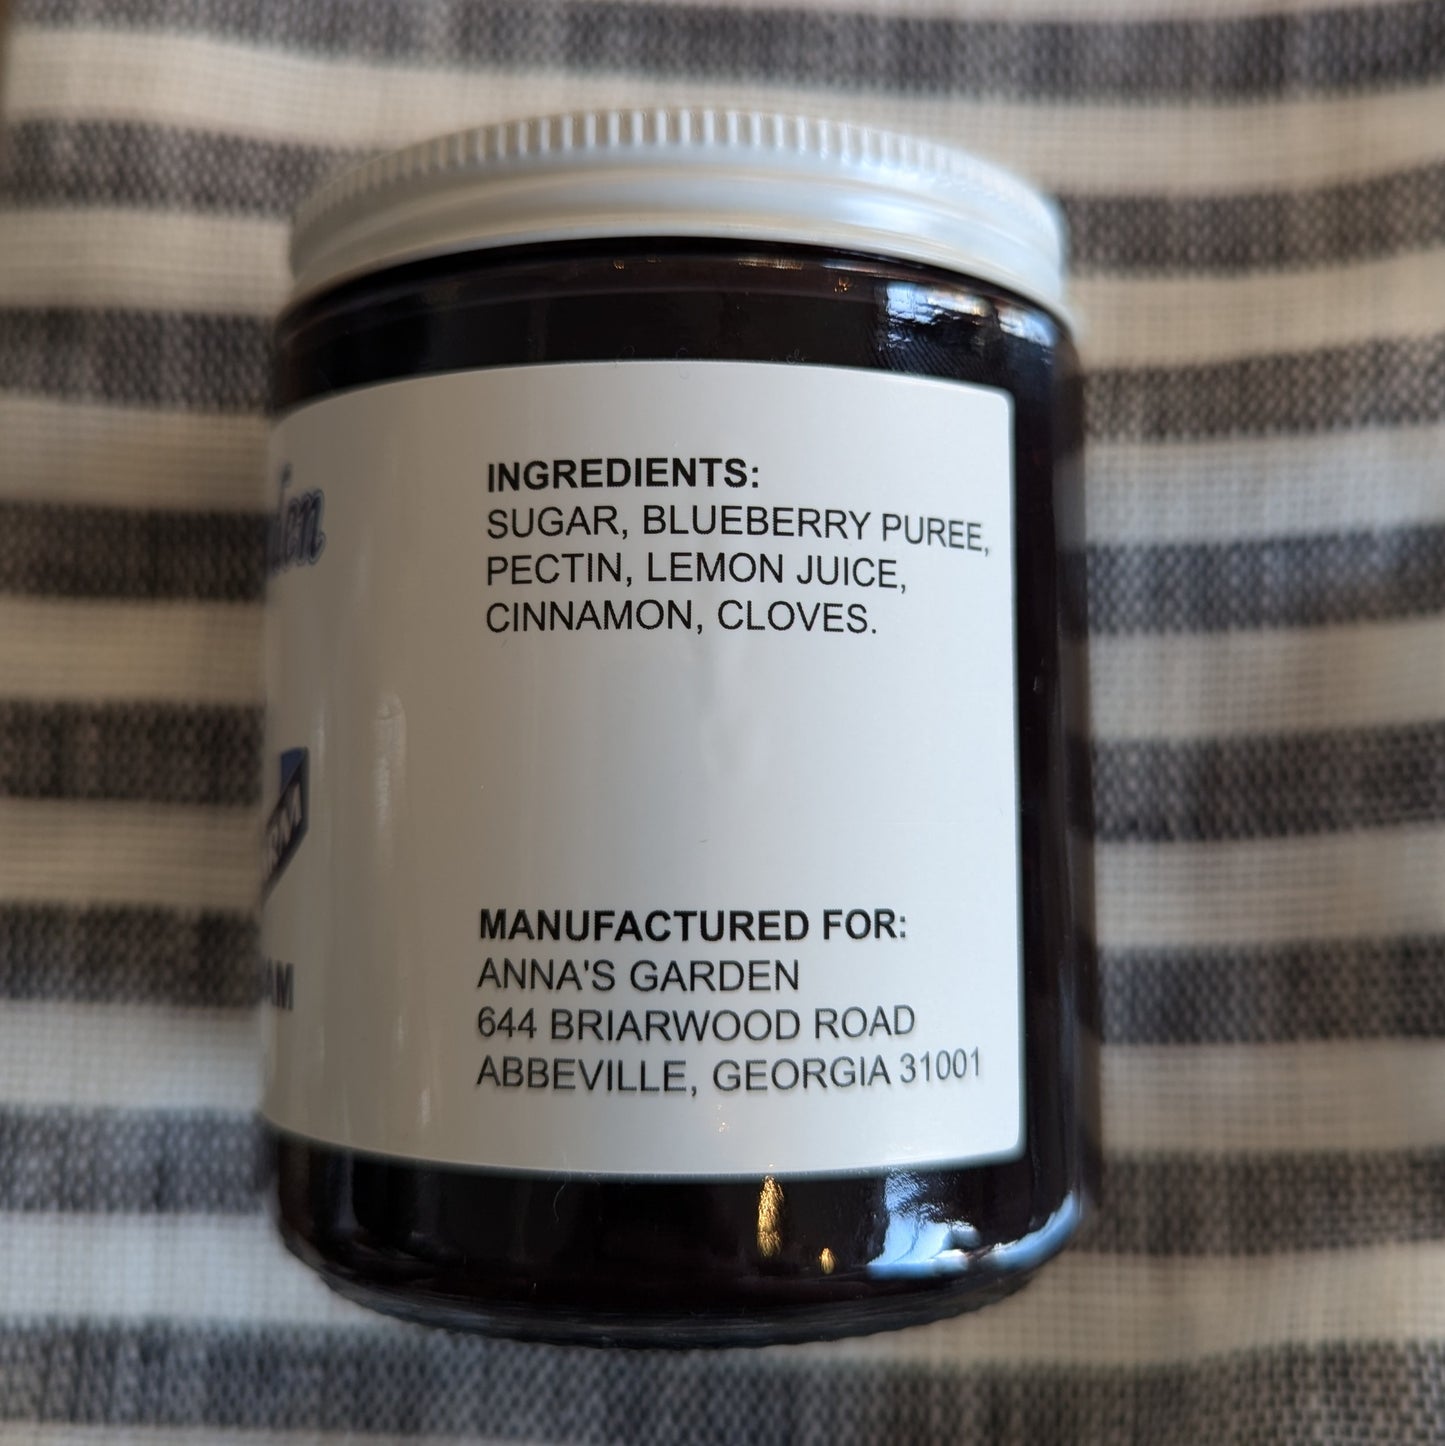 INGREDIENTS:
SUGAR, BLUEBERRY PUREE,
PECTIN, LEMON JUICE,
CINNAMON, CLOVES.
MANUFACTURED FOR:
ANNA'S GARDEN
644 BRIARWOOD ROAD
ABBEVILLE, GEORGIA 31001